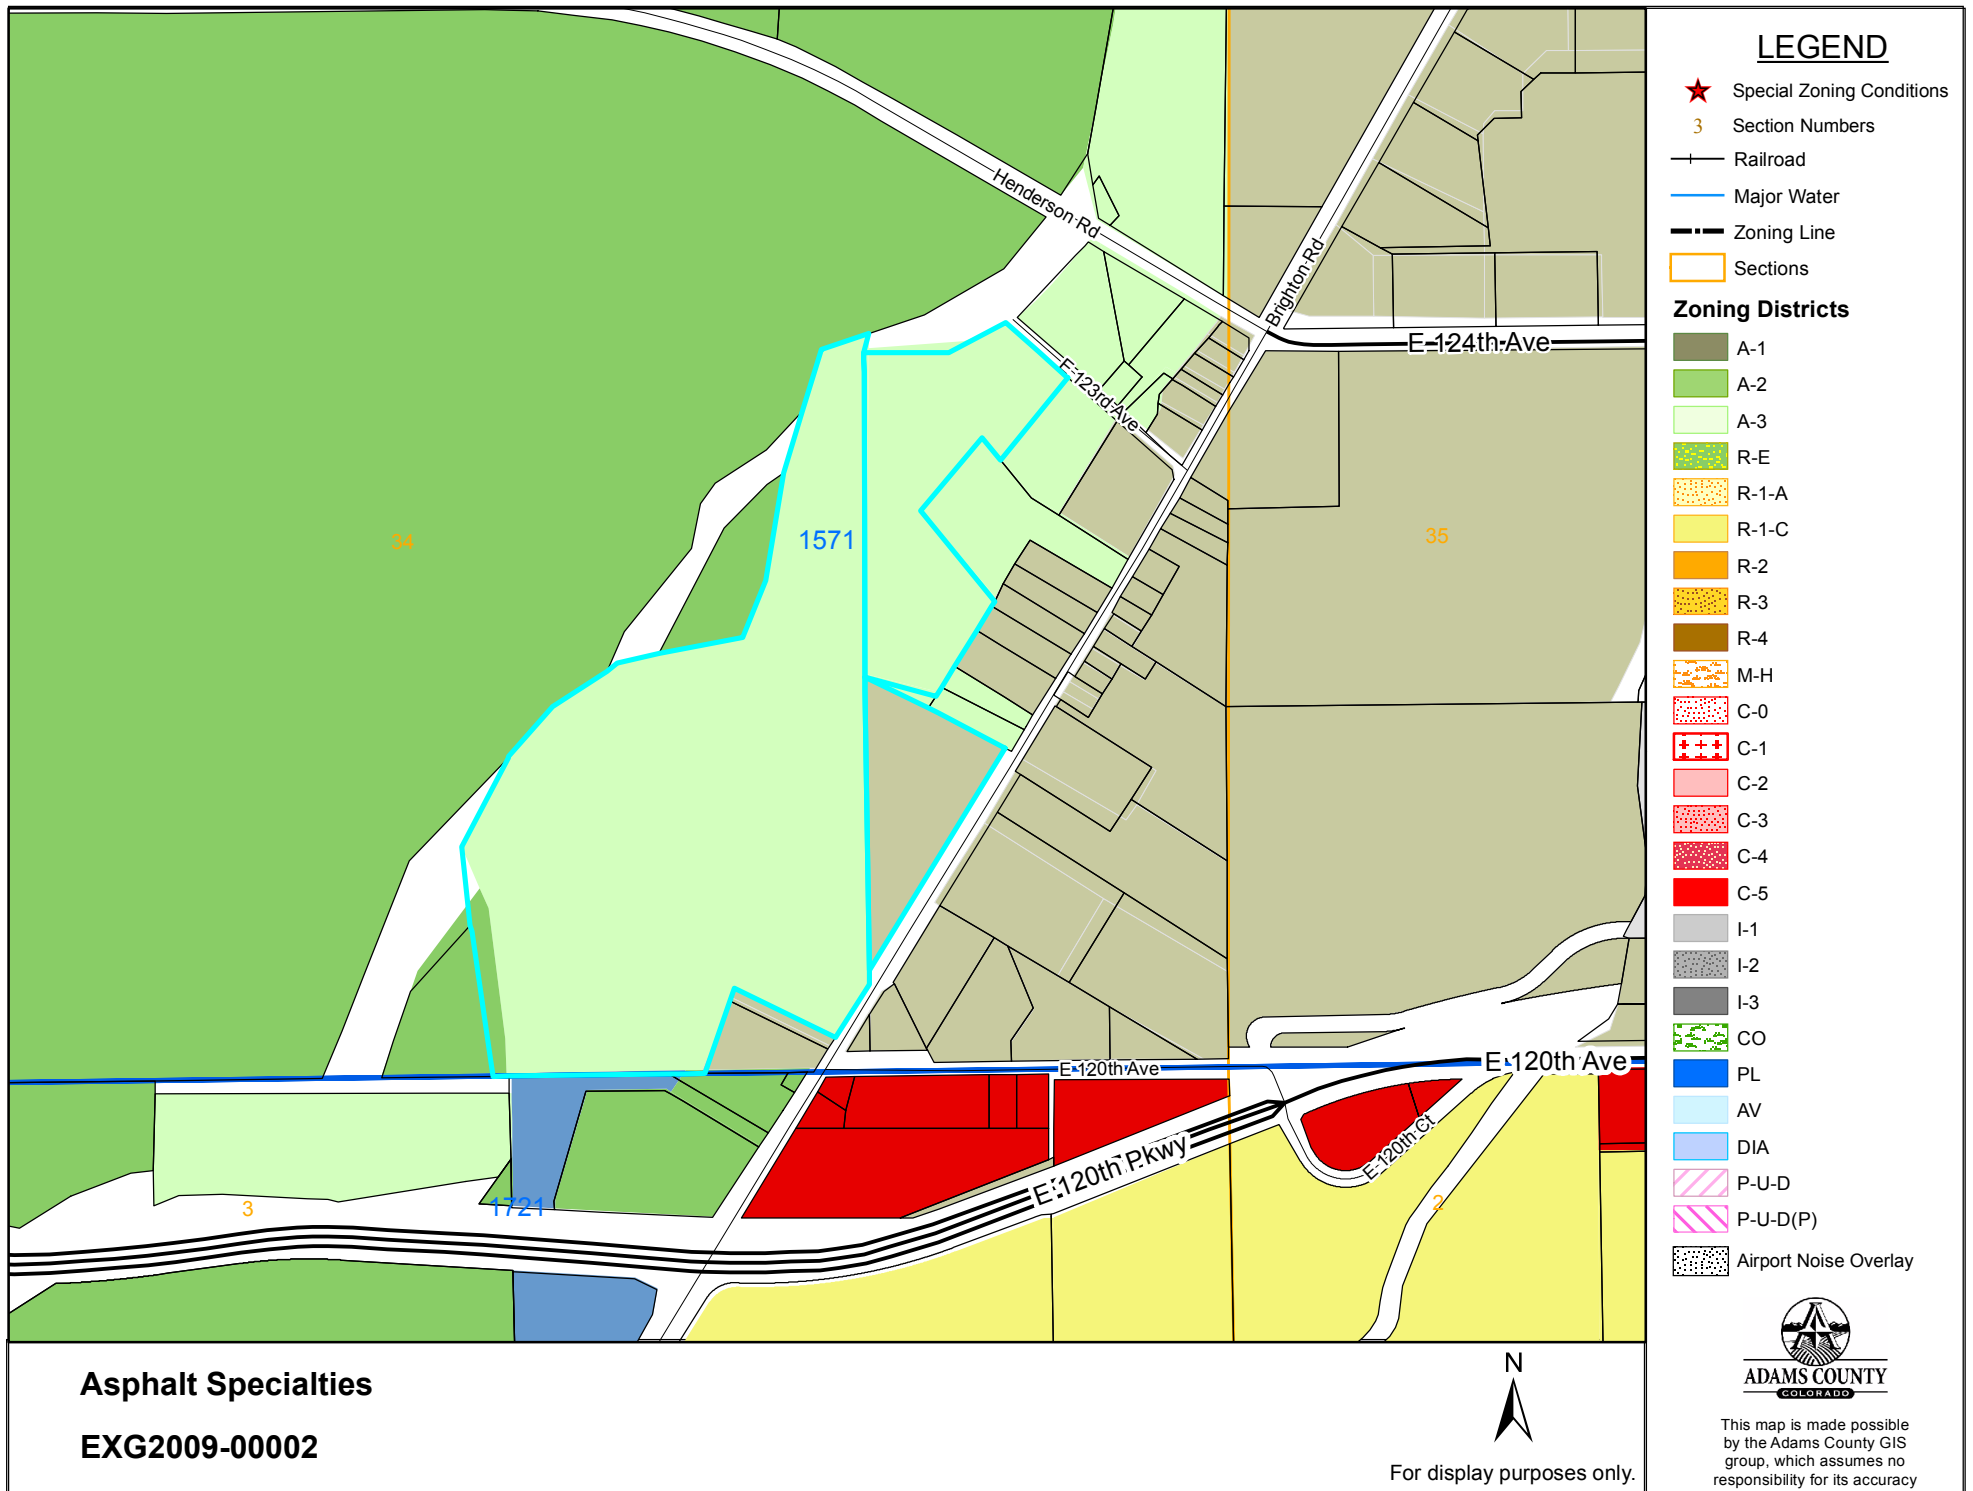 Henderson Rd
Brighton Rd
E 124th Ave
E 123rd Ave
34
1571
35
E 120th Ave
E 120th Ave
E 120th Pkwy
E 120th Ct
3
1721
2
LEGEND
Special Zoning Conditions
3 Section Numbers
Railroad
Major Water
Zoning Line
Sections
Zoning Districts
A-1
A-2
A-3
R-E
R-1-A
R-1-C
R-2
R-3
R-4
M-H
C-0
C-1
C-2
C-3
C-4
C-5
I-1
I-2
I-3
CO
PL
AV
DIA
P-U-D
P-U-D(P)
Airport Noise Overlay
A
ADAMS COUNTY
COLORADO
This map is made possible
by the Adams County GIS
group, which assumes no
responsibility for its accuracy
Asphalt Specialties
EXG2009-00002
N
For display purposes only.